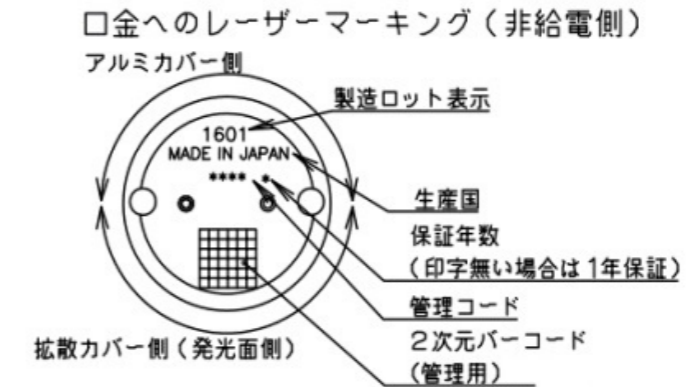 口金へのレーザーマーキング（非給電側）
アルミカバー側
製造ロット表示
1601
MADE IN JAPAN
**** *
生産国
保証年数
（印字無い場合は1年保証）
管理コード
2次元バーコード
（管理用）
拡散カバー側（発光面側）